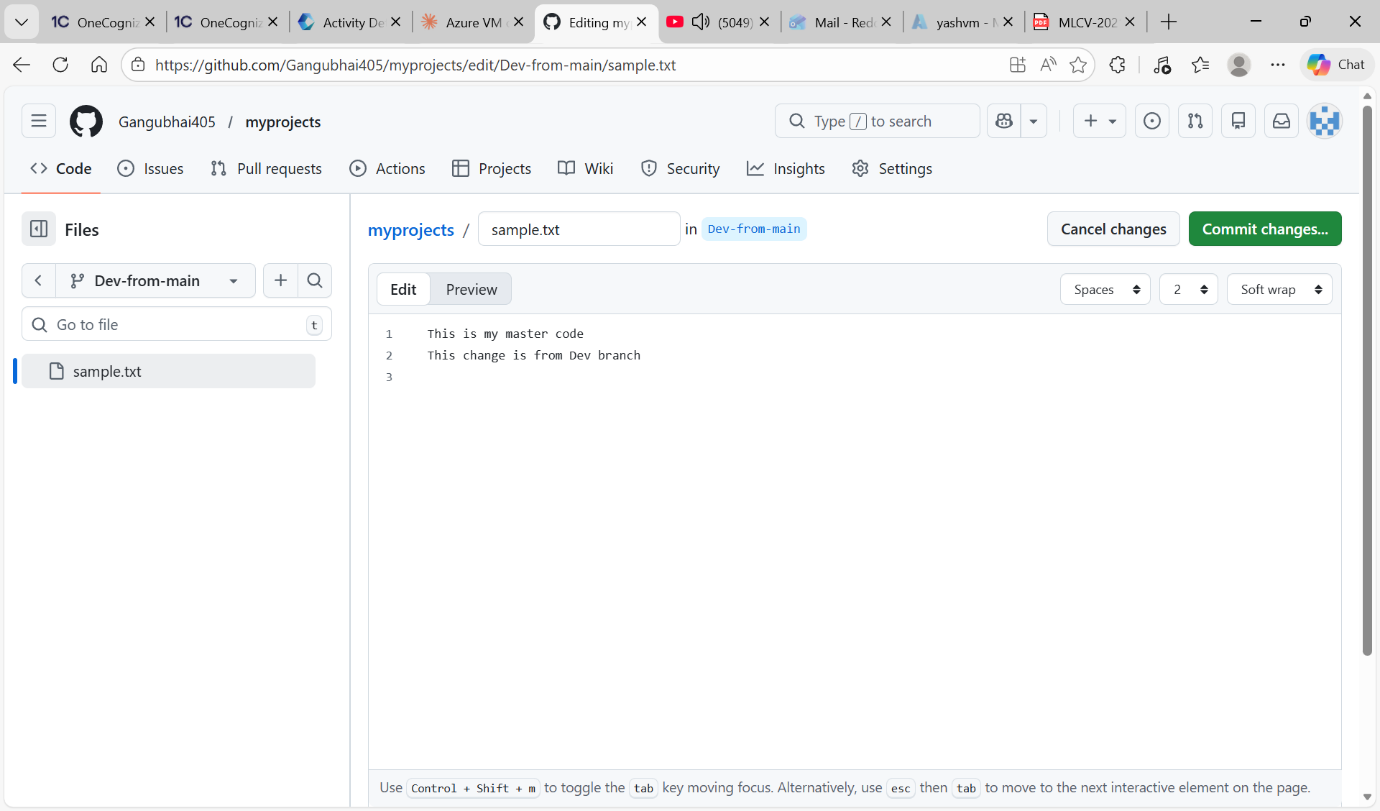 OneCogniz
OneCogniz
Activity De
Azure VM
Editing my
(5049)
Mail - Red
yashvm - M
MLCV-202
https://github.com/Gangubhai405/myprojects/edit/Dev-from-main/sample.txt
Chat
Gangubhai405 / myprojects
Type / to search
Code Issues Pull requests Actions Projects Wiki Security Insights Settings
Files
myprojects / sample.txt in Dev-from-main
Cancel changes Commit changes...
Dev-from-main
Edit Preview
Spaces 2 Soft wrap
Go to file t
sample.txt
1 This is my master code
2 This change is from Dev branch
3
Use Control + Shift + m to toggle the tab key moving focus. Alternatively, use esc then tab to move to the next interactive element on the page.